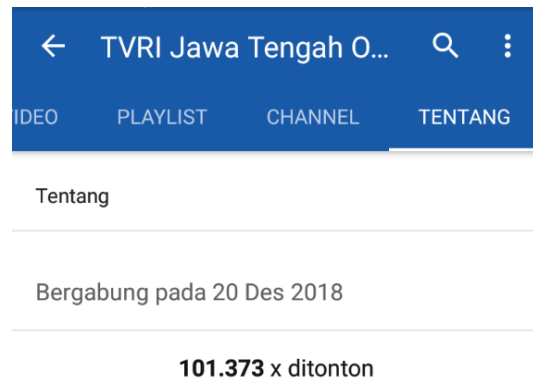 TVRI Jawa Tengah O...
IDEO PLAYLIST CHANNEL TENTANG
Tentang
Bergabung pada 20 Des 2018
101.373 x ditonton